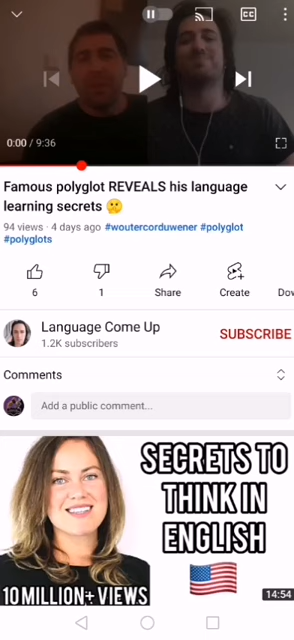 0:00 / 9:36
Famous polyglot REVEALS his language
learning secrets 🤔
94 views · 4 days ago #woutercorduwener #polyglot
#polyglots
6
1
Share
Create
Dov
Language Come Up
1.2K subscribers
SUBSCRIBE
Comments
Add a public comment...
SECRETS TO
THINK IN
ENGLISH
10 MILLION+ VIEWS
14:54